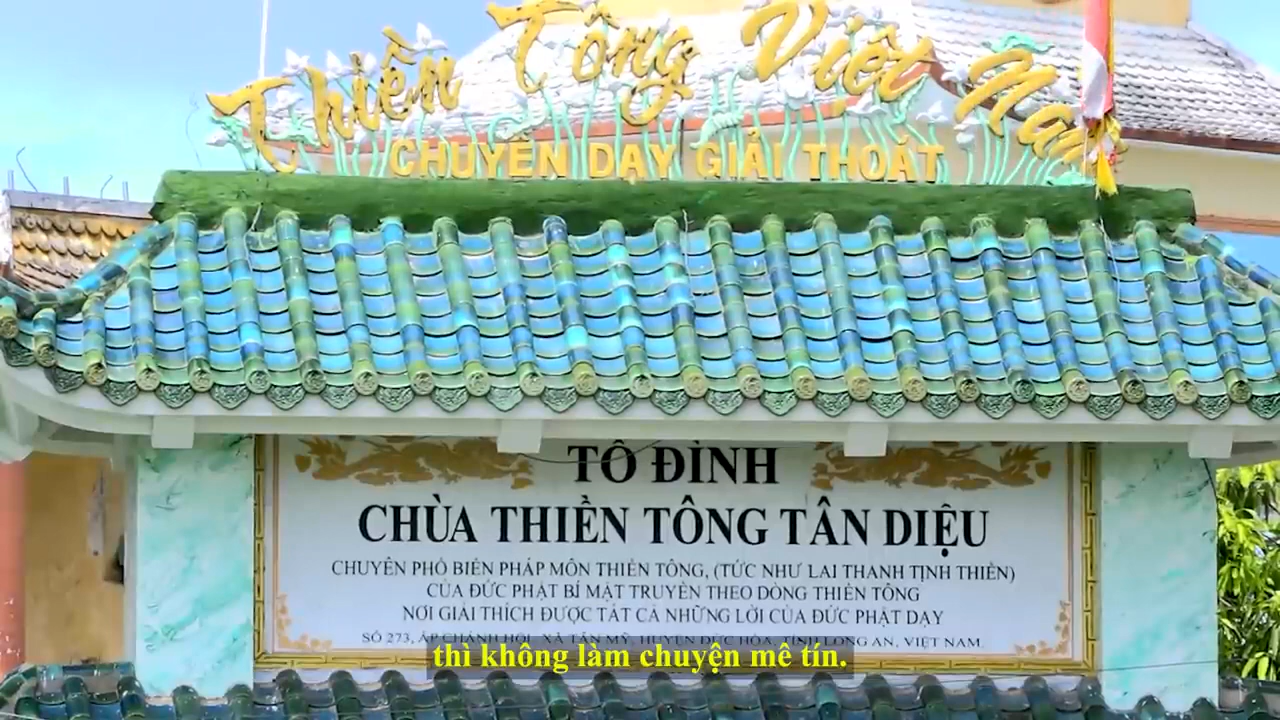 Thiền Tông Việt Nam
CHUYÊN DẠY GIẢI THOÁT
TỔ ĐÌNH
CHÙA THIỀN TÔNG TÂN DIỆU
CHUYÊN PHỔ BIẾN PHÁP MÔN THIỀN TÔNG, (TỨC NHƯ LAI THANH TỊNH THIỀN)
CỦA ĐỨC PHẬT BÍ MẬT TRUYỀN THEO DÒNG THIỀN TÔNG
NƠI GIẢI THÍCH ĐƯỢC TẤT CẢ NHỮNG LỜI CỦA ĐỨC PHẬT DẠY
SỐ 273, ẤP CHÁNH HỘI, XÃ TÂN MỸ, HUYỆN ĐỨC HÒA, TỈNH LONG AN, VIỆT NAM.
thì không làm chuyện mê tín.